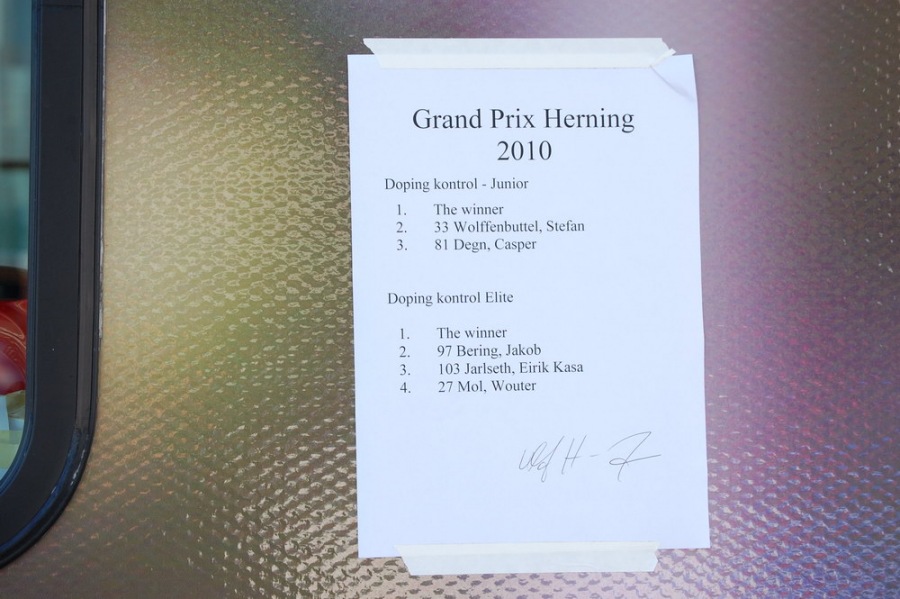 Grand Prix Herning
2010
Doping kontrol - Junior
1. The winner
2. 33 Wolffenbuttel, Stefan
3. 81 Degn, Casper
Doping kontrol Elite
1. The winner
2. 97 Bering, Jakob
3. 103 Jarlseth, Eirik Kasa
4. 27 Mol, Wouter